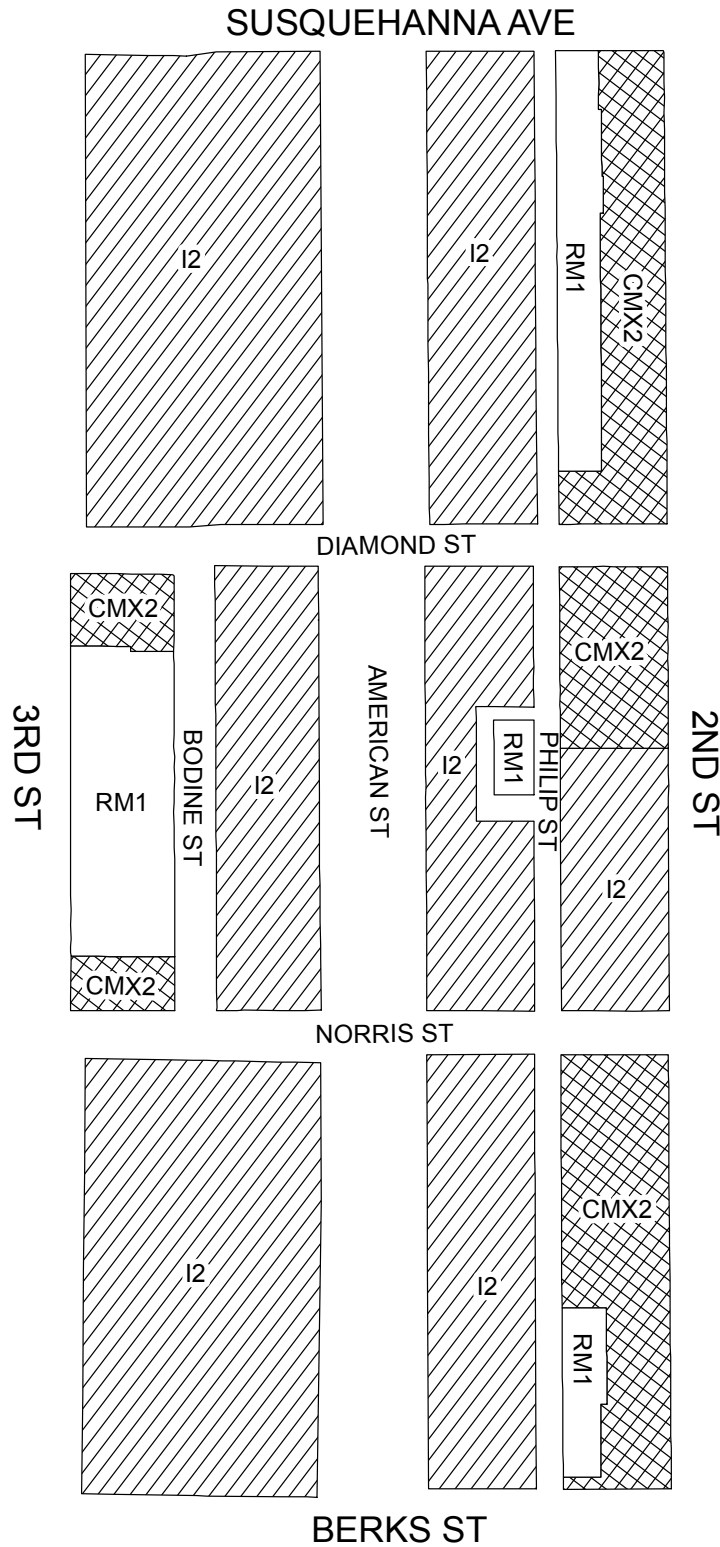 SUSQUEHANNA AVE
I2
I2
RM1
CMX2
DIAMOND ST
CMX2
CMX2
3RD ST
RM1
BODINE ST
I2
AMERICAN ST
I2
RM1
PHILIP ST
I2
2ND ST
CMX2
NORRIS ST
I2
I2
CMX2
RM1
BERKS ST